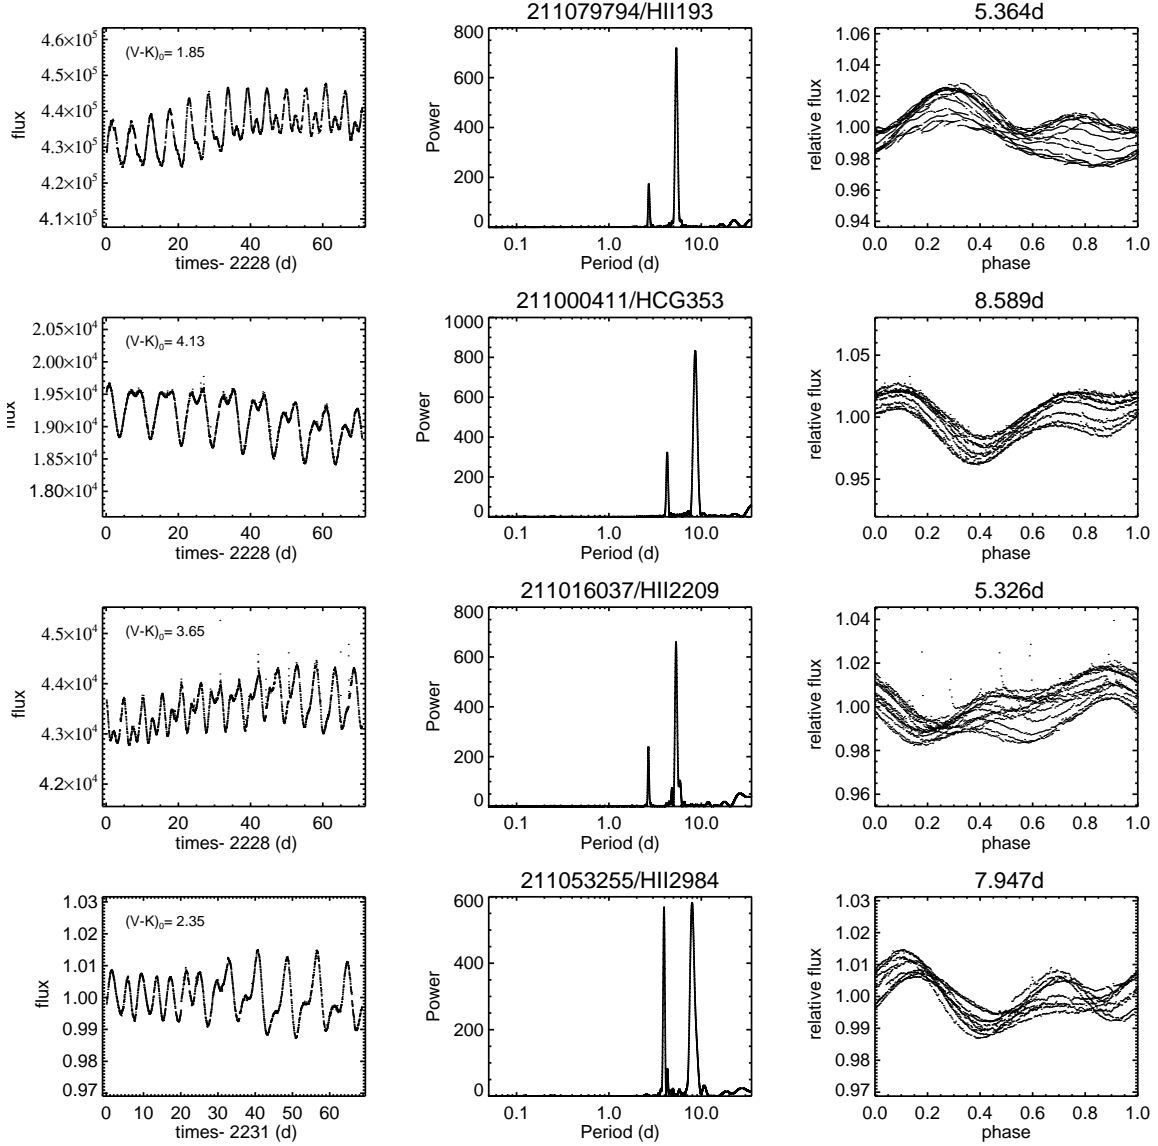 211079794/HII193
5.364d
4.6×10⁵
4.5×10⁵
4.4×10⁵
4.3×10⁵
4.2×10⁵
4.1×10⁵
flux
(V-K)₀= 1.85
0 20 40 60
times- 2228 (d)
800
600
400
200
0
Power
0.1 1.0 10.0
Period (d)
1.06
1.04
1.02
1.00
0.98
0.96
0.94
relative flux
0.0 0.2 0.4 0.6 0.8 1.0
phase
211000411/HCG353
8.589d
2.05×10⁴
2.00×10⁴
1.95×10⁴
1.90×10⁴
1.85×10⁴
1.80×10⁴
flux
(V-K)₀= 4.13
0 20 40 60
times- 2228 (d)
1000
800
600
400
200
0
Power
0.1 1.0 10.0
Period (d)
1.05
1.00
0.95
relative flux
0.0 0.2 0.4 0.6 0.8 1.0
phase
211016037/HII2209
5.326d
4.5×10⁴
4.4×10⁴
4.3×10⁴
4.2×10⁴
flux
(V-K)₀= 3.65
0 20 40 60
times- 2228 (d)
800
600
400
200
0
Power
0.1 1.0 10.0
Period (d)
1.04
1.02
1.00
0.98
0.96
relative flux
0.0 0.2 0.4 0.6 0.8 1.0
phase
211053255/HII2984
7.947d
1.03
1.02
1.01
1.00
0.99
0.98
0.97
flux
(V-K)₀= 2.35
0 10 20 30 40 50 60
times- 2231 (d)
600
400
200
0
Power
0.1 1.0 10.0
Period (d)
1.03
1.02
1.01
1.00
0.99
0.98
0.97
relative flux
0.0 0.2 0.4 0.6 0.8 1.0
phase